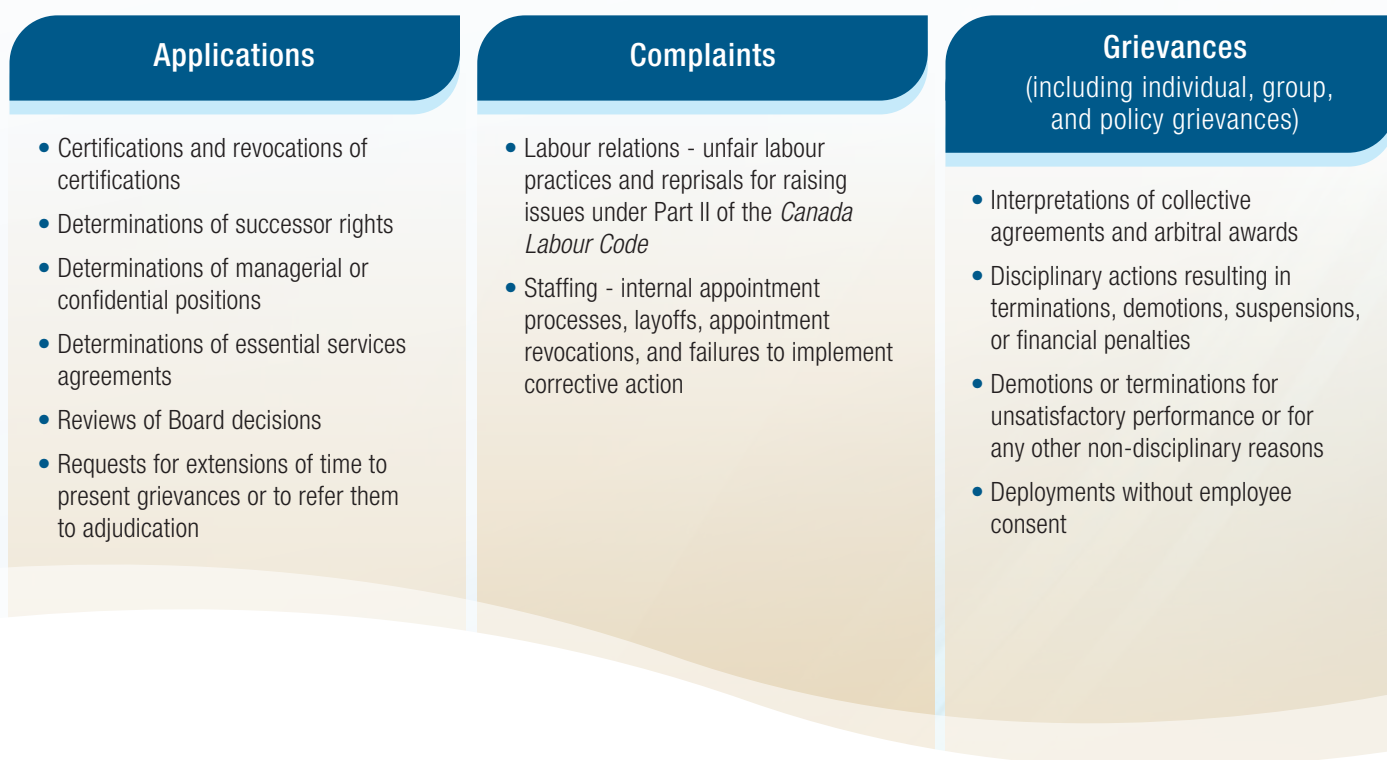 Applications
• Certifications and revocations of
certifications
• Determinations of successor rights
• Determinations of managerial or
confidential positions
• Determinations of essential services
agreements
• Reviews of Board decisions
• Requests for extensions of time to
present grievances or to refer them
to adjudication
Complaints
• Labour relations - unfair labour
practices and reprisals for raising
issues under Part II of the Canada
Labour Code
• Staffing - internal appointment
processes, layoffs, appointment
revocations, and failures to implement
corrective action
Grievances
(including individual, group,
and policy grievances)
• Interpretations of collective
agreements and arbitral awards
• Disciplinary actions resulting in
terminations, demotions, suspensions,
or financial penalties
• Demotions or terminations for
unsatisfactory performance or for
any other non-disciplinary reasons
• Deployments without employee
consent